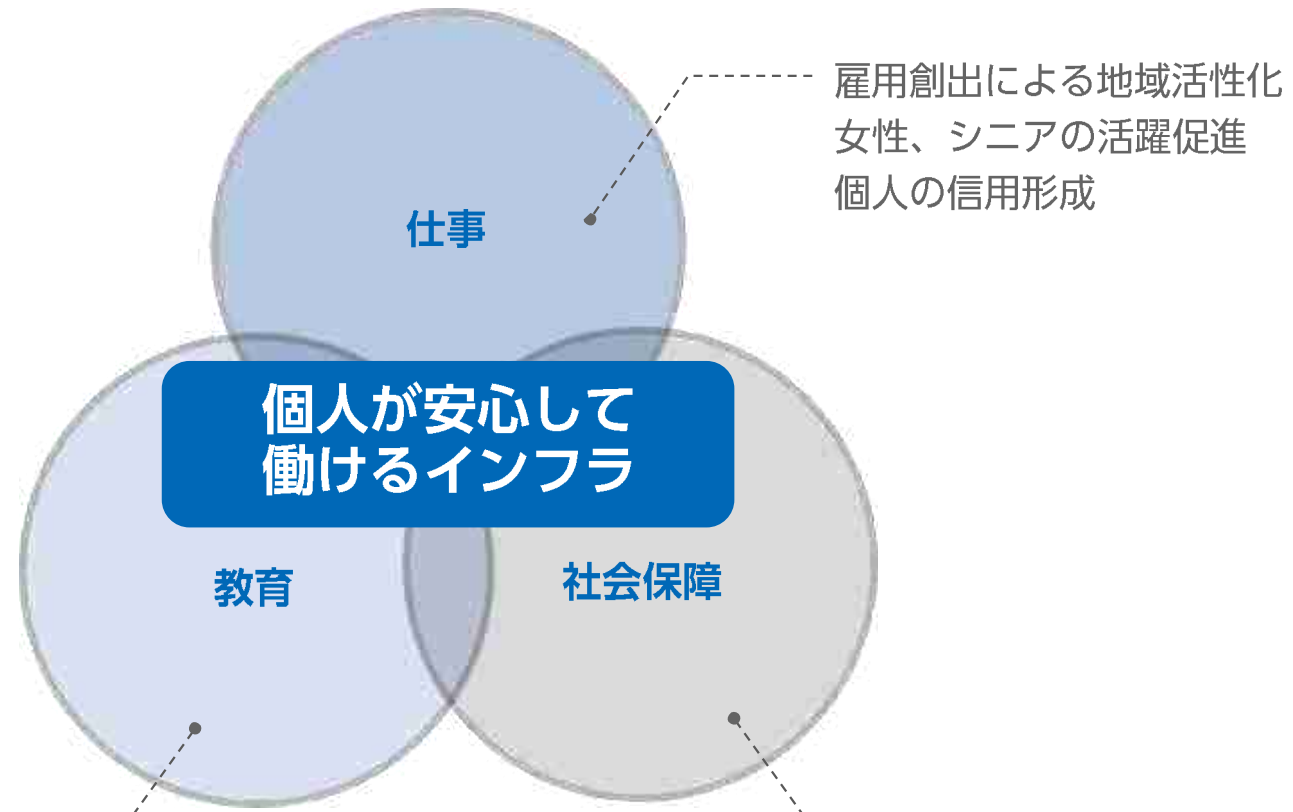 雇用創出による地域活性化
女性、シニアの活躍促進
個人の信用形成
仕事
個人が安心して
働けるインフラ
教育
社会保障